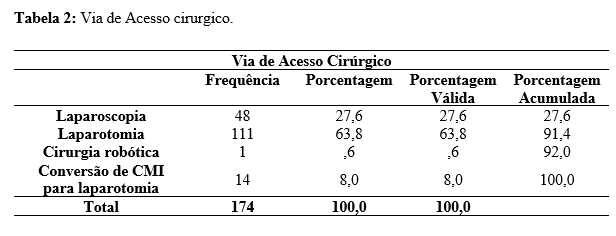 Tabela 2: Via de Acesso cirurgico.
Via de Acesso Cirúrgico
Frequência Porcentagem Porcentagem Válida Porcentagem Acumulada
Laparoscopia 48 27,6 27,6 27,6
Laparotomia 111 63,8 63,8 91,4
Cirurgia robótica 1 ,6 ,6 92,0
Conversão de CMI para laparotomia 14 8,0 8,0 100,0
Total 174 100,0 100,0